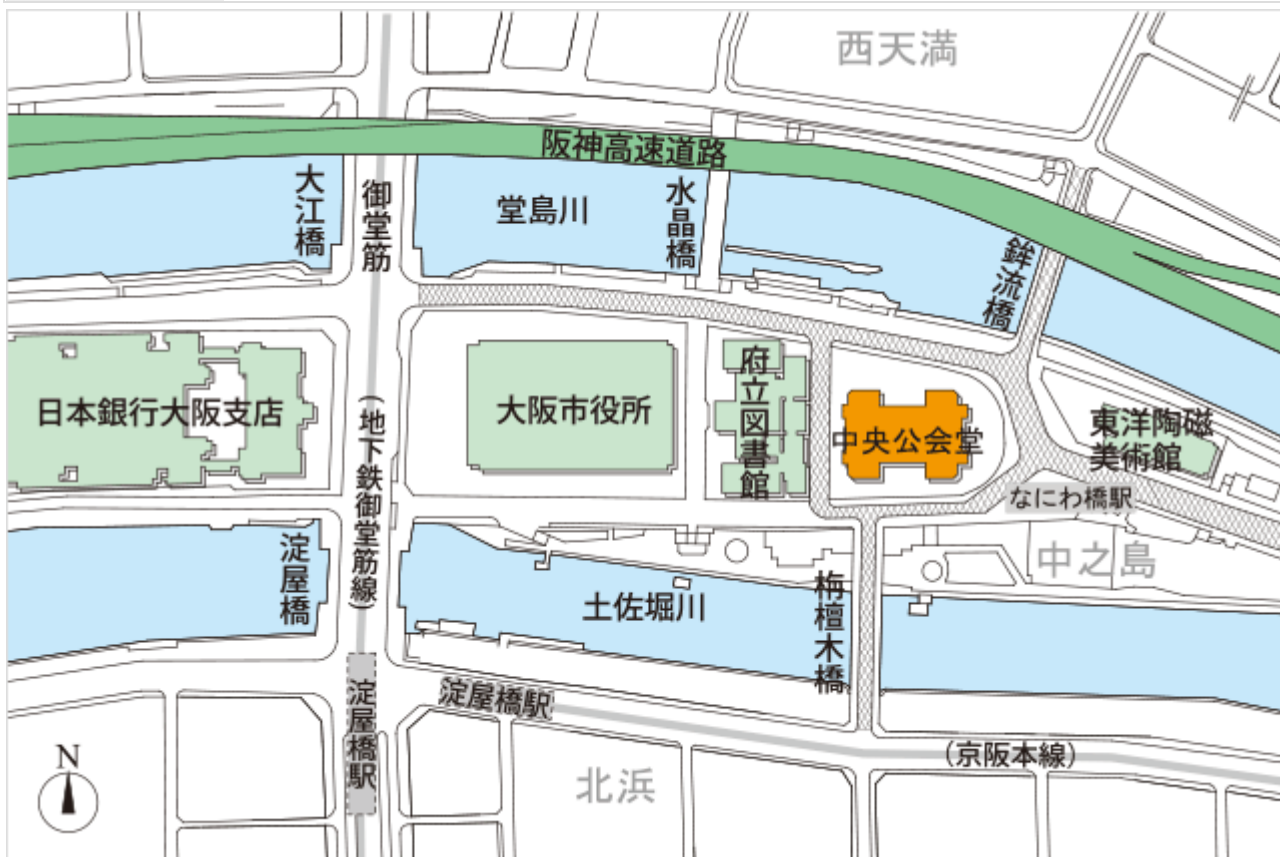 西天満
阪神高速道路
大江橋
御堂筋
堂島川
水晶橋
鉾流橋
日本銀行大阪支店
(地下鉄御堂筋線)
大阪市役所
府立図書館
中央公会堂
東洋陶磁
美術館
なにわ橋駅
中之島
淀屋橋
土佐堀川
栴檀木橋
淀屋橋駅
淀屋橋駅
(京阪本線)
北浜
N